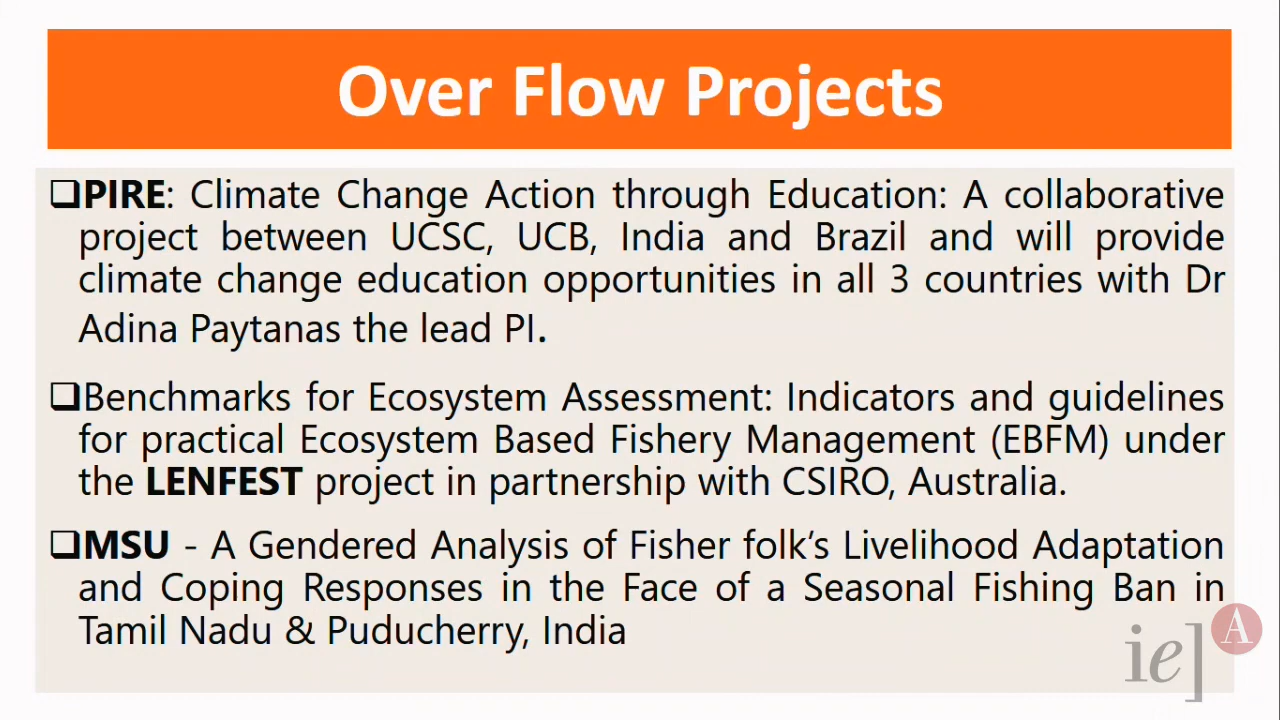 Over Flow Projects
❑PIRE: Climate Change Action through Education: A collaborative
project between UCSC, UCB, India and Brazil and will provide
climate change education opportunities in all 3 countries with Dr
Adina Paytanas the lead PI.
❑Benchmarks for Ecosystem Assessment: Indicators and guidelines
for practical Ecosystem Based Fishery Management (EBFM) under
the LENFEST project in partnership with CSIRO, Australia.
❑MSU - A Gendered Analysis of Fisher folk’s Livelihood Adaptation
and Coping Responses in the Face of a Seasonal Fishing Ban in
Tamil Nadu & Puducherry, India
ie] A